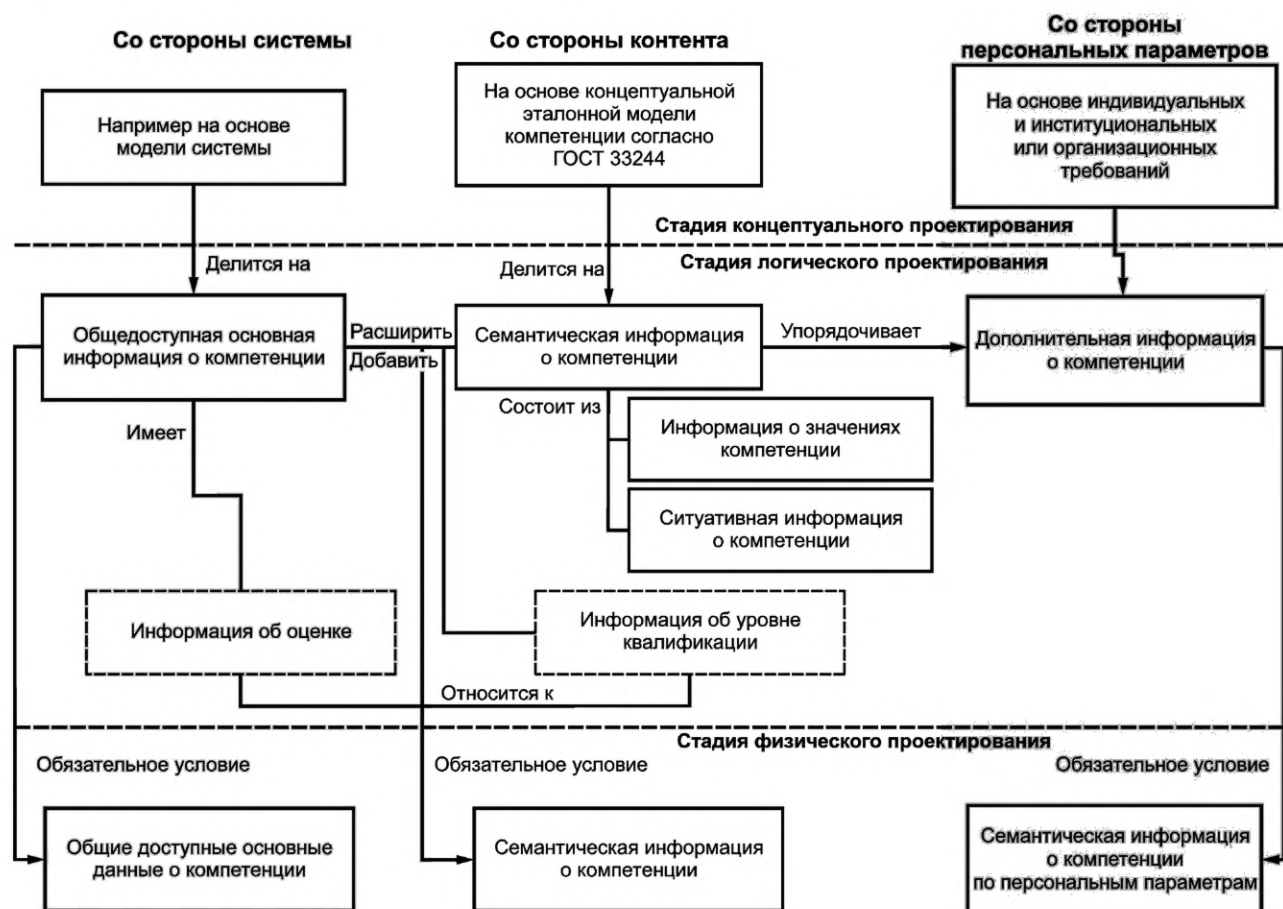 Со стороны системы
Со стороны контента
Со стороны
персональных параметров
Например на основе
модели системы
На основе концептуальной
эталонной модели
компетенции согласно
ГОСТ 33244
На основе индивидуальных
и институциональных
или организационных
требований
Стадия концептуального проектирования
Стадия логического проектирования
Делится на
Делится на
Общедоступная основная
информация о компетенции
Расширить
Добавить
Семантическая информация
о компетенции
Упорядочивает
Дополнительная информация
о компетенции
Имеет
Состоит из
Информация о значениях
компетенции
Ситуативная информация
о компетенции
Информация об оценке
Информация об уровне
квалификации
Относится к
Стадия физического проектирования
Обязательное условие
Обязательное условие
Обязательное условие
Общие доступные основные
данные о компетенции
Семантическая информация
о компетенции
Семантическая информация
о компетенции
по персональным параметрам